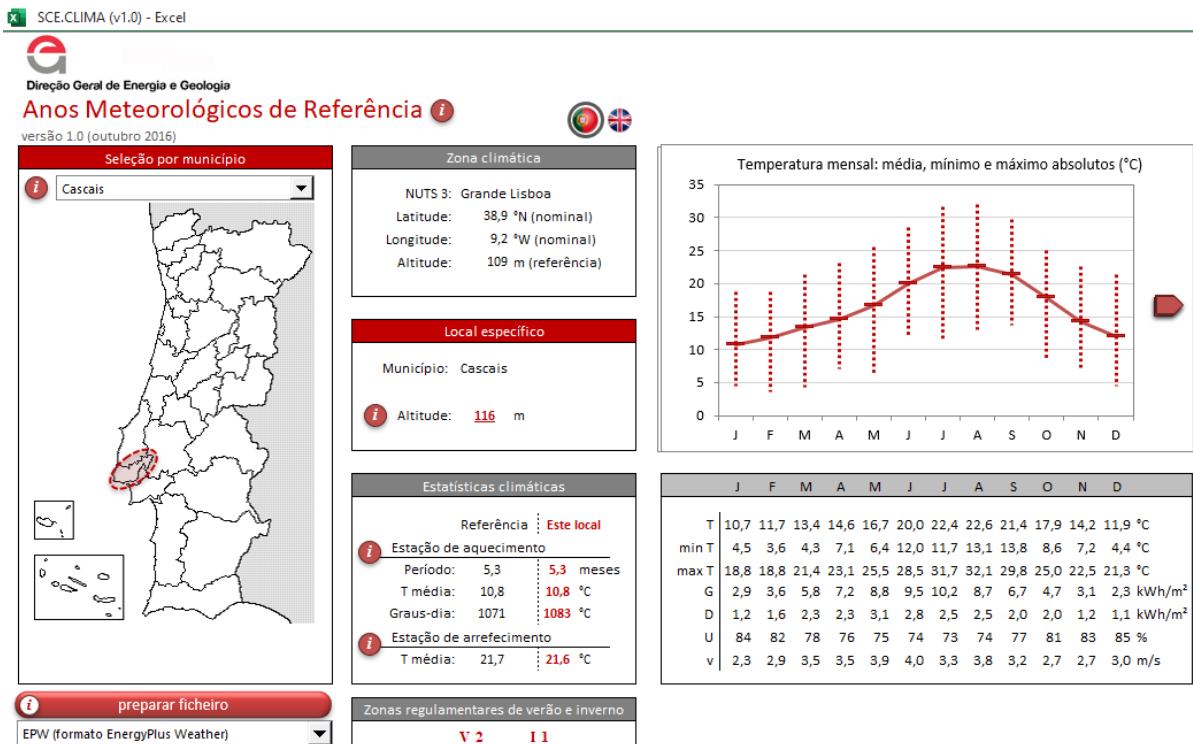 SCE.CLIMA (v1.0) - Excel
Direção Geral de Energia e Geologia
Anos Meteorológicos de Referência i
versão 1.0 (outubro 2016)
Seleção por município
i Cascais
Zona climática
NUTS 3: Grande Lisboa
Latitude: 38,9 °N (nominal)
Longitude: 9,2 °W (nominal)
Altitude: 109 m (referência)
Local específico
Município: Cascais
i Altitude: 116 m
Estatísticas climáticas
Referência Este local
i Estação de aquecimento
Período: 5,3 5,3 meses
T média: 10,8 10,8 °C
Graus-dia: 1071 1083 °C
i Estação de arrefecimento
T média: 21,7 21,6 °C
Temperatura mensal: média, mínimo e máximo absolutos (°C)
35
30
25
20
15
10
5
0
J F M A M J J A S O N D
J F M A M J J A S O N D
T 10,7 11,7 13,4 14,6 16,7 20,0 22,4 22,6 21,4 17,9 14,2 11,9 °C
min T 4,5 3,6 4,3 7,1 6,4 12,0 11,7 13,1 13,8 8,6 7,2 4,4 °C
max T 18,8 18,8 21,4 23,1 25,5 28,5 31,7 32,1 29,8 25,0 22,5 21,3 °C
G 2,9 3,6 5,8 7,2 8,8 9,5 10,2 8,7 6,7 4,7 3,1 2,3 kWh/m²
D 1,2 1,6 2,3 2,3 3,1 2,8 2,5 2,5 2,0 2,0 1,2 1,1 kWh/m²
U 84 82 78 76 75 74 73 74 77 81 83 85 %
v 2,3 2,9 3,5 3,5 3,9 4,0 3,3 3,8 3,2 2,7 2,7 3,0 m/s
i preparar ficheiro
EPW (formato EnergyPlus Weather)
Zonas regulamentares de verão e inverno
V 2 I 1